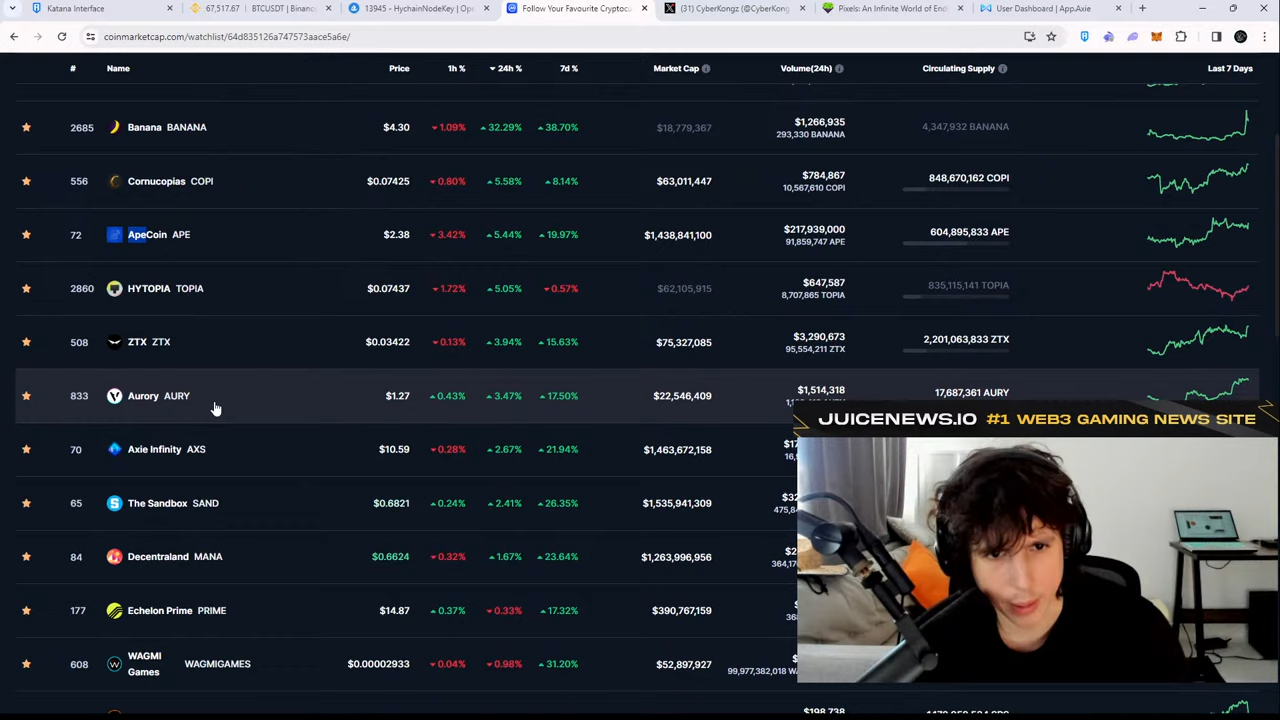 Katana Interface
67,517.67 | BTCUSDT | Binanc
13945 - HychainNodeKey | Ope
Follow Your Favourite Cryptocu
(31) CyberKongz (@CyberKong
Pixels: An Infinite World of End
User Dashboard | App.Axie
coinmarketcap.com/watchlist/64d835126a747573aace5a6e/
# Name Price 1h % 24h % 7d % Market Cap Volume(24h) Circulating Supply Last 7 Days
2685 Banana BANANA $4.30 1.09% 32.29% 38.70% $18,779,367 $1,266,935 4,347,932 BANANA
293,330 BANANA
556 Cornucopias COPI $0.07425 0.80% 5.58% 8.14% $63,011,447 $784,867 848,670,162 COPI
10,567,610 COPI
72 ApeCoin APE $2.38 3.42% 5.44% 19.97% $1,438,841,100 $217,939,000 604,895,833 APE
91,859,747 APE
2860 HYTOPIA TOPIA $0.07437 1.72% 5.05% 0.57% $62,105,915 $647,587 835,115,141 TOPIA
8,707,865 TOPIA
508 ZTX ZTX $0.03422 0.13% 3.94% 15.63% $75,327,085 $3,290,673 2,201,063,833 ZTX
95,554,211 ZTX
833 Aurory AURY $1.27 0.43% 3.47% 17.50% $22,546,409 $1,514,318 17,687,361 AURY
JUICENEWS.IO #1 WEB3 GAMING NEWS SITE
70 Axie Infinity AXS $10.59 0.28% 2.67% 21.94% $1,463,672,158
65 The Sandbox SAND $0.6821 0.24% 2.41% 26.35% $1,535,941,309
84 Decentraland MANA $0.6624 0.32% 1.67% 23.64% $1,263,996,956
177 Echelon Prime PRIME $14.87 0.37% 0.33% 17.32% $390,767,159
608 WAGMI Games WAGMIGAMES $0.00002933 0.04% 0.98% 31.20% $52,897,927
99,977,382,018 W
$198,738